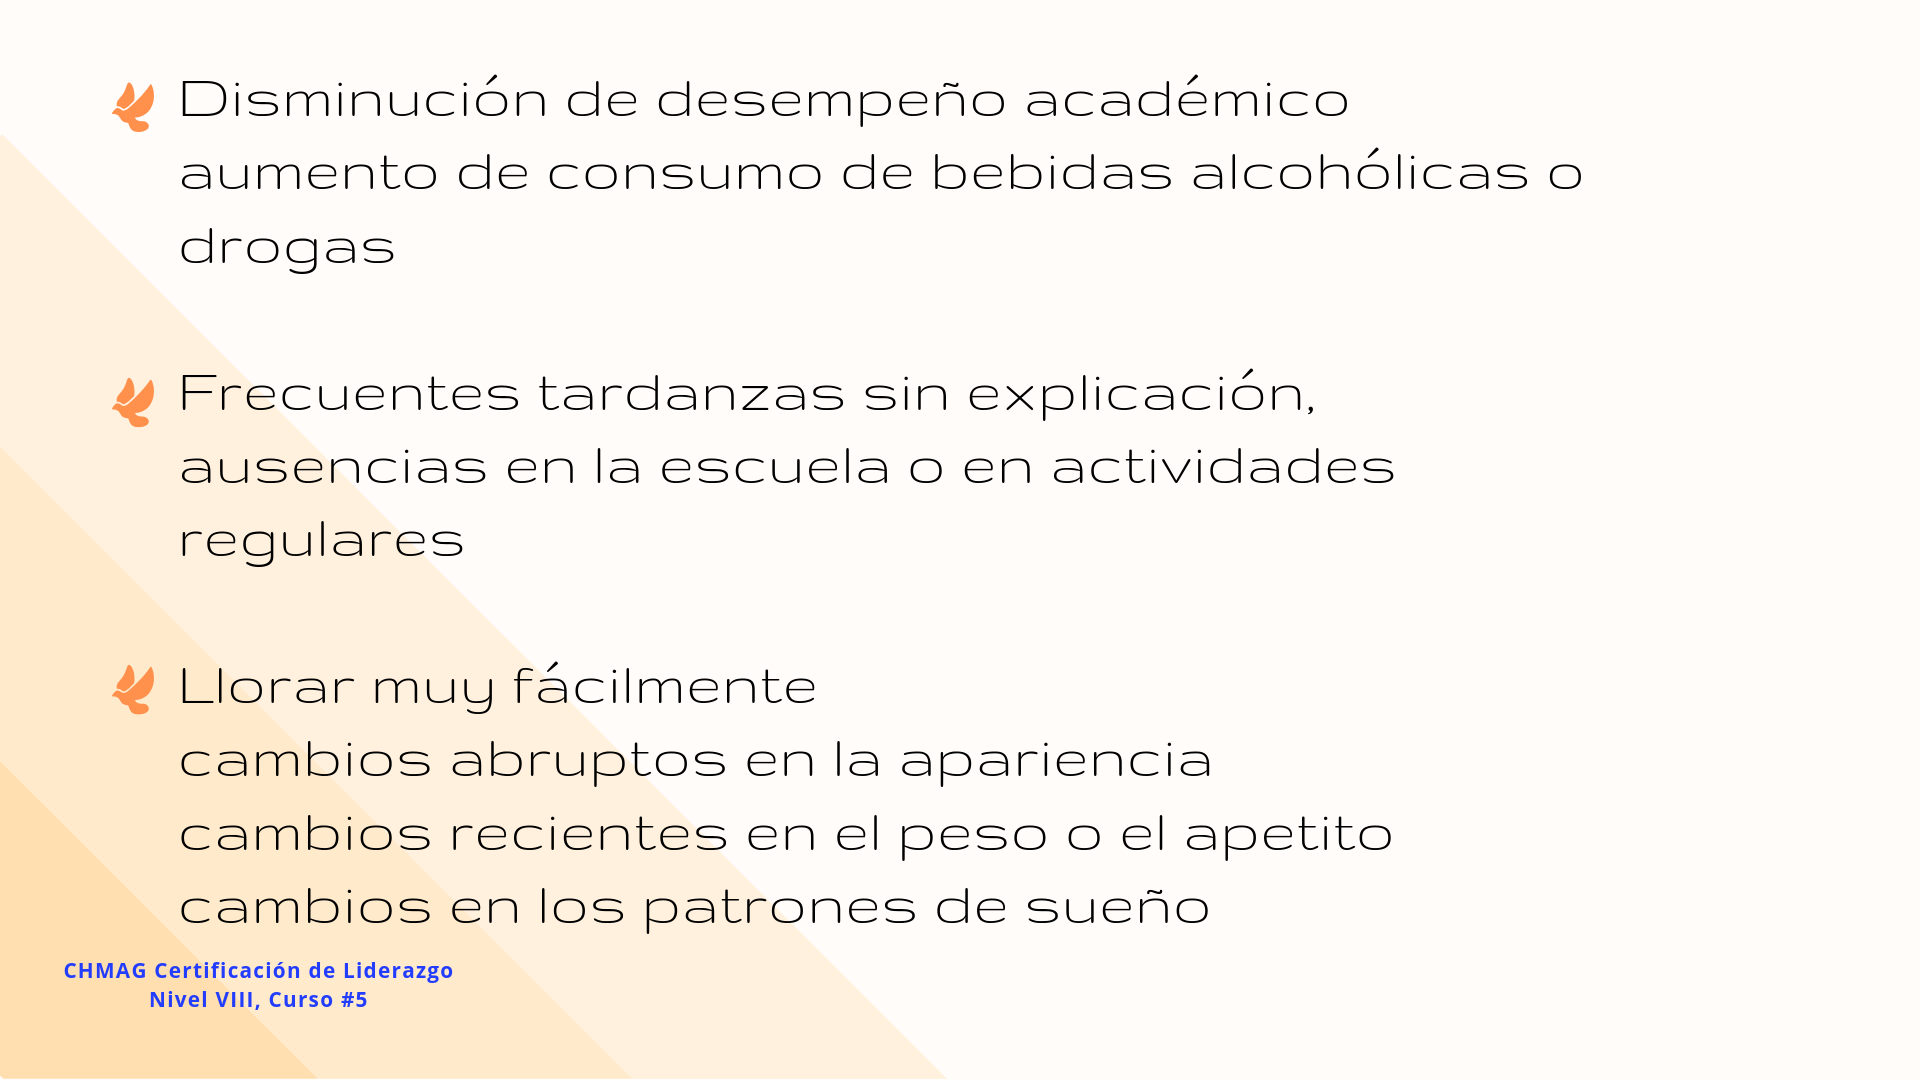 Disminución de desempeño académico
aumento de consumo de bebidas alcohólicas o
drogas
Frecuentes tardanzas sin explicación,
ausencias en la escuela o en actividades
regulares
Llorar muy fácilmente
cambios abruptos en la apariencia
cambios recientes en el peso o el apetito
cambios en los patrones de sueño
CHMAG Certificación de Liderazgo
Nivel VIII, Curso #5